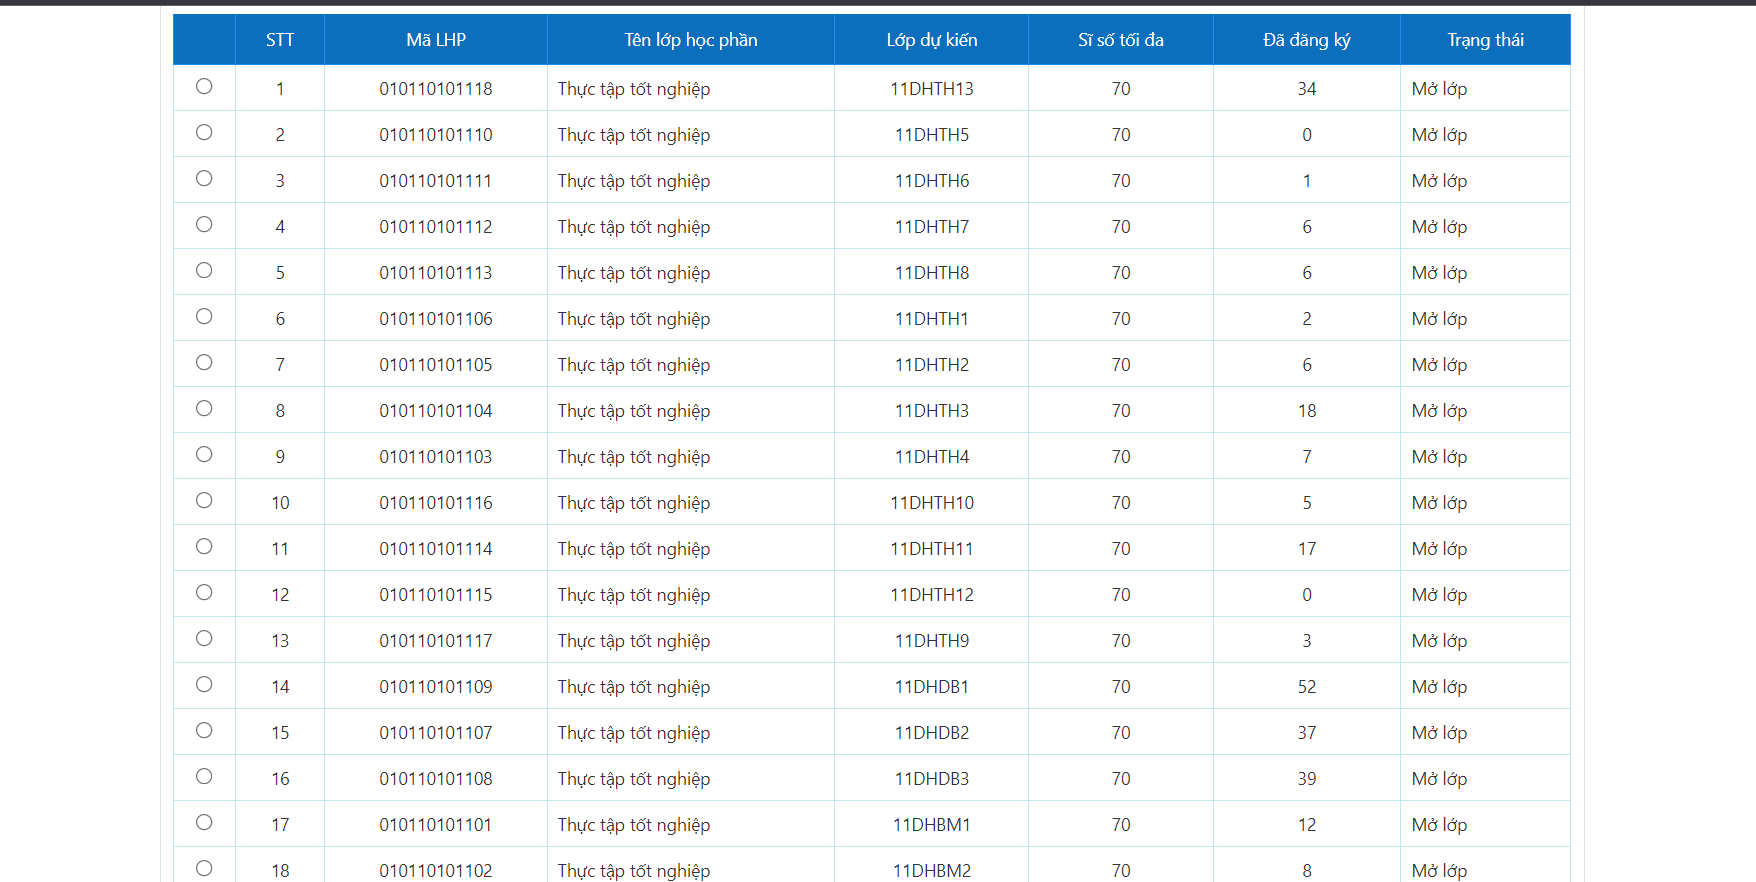 STT Mã LHP Tên lớp học phần Lớp dự kiến Sĩ số tối đa Đã đăng ký Trạng thái
1 010110101118 Thực tập tốt nghiệp 11DHTH13 70 34 Mở lớp
2 010110101110 Thực tập tốt nghiệp 11DHTH5 70 0 Mở lớp
3 010110101111 Thực tập tốt nghiệp 11DHTH6 70 1 Mở lớp
4 010110101112 Thực tập tốt nghiệp 11DHTH7 70 6 Mở lớp
5 010110101113 Thực tập tốt nghiệp 11DHTH8 70 6 Mở lớp
6 010110101106 Thực tập tốt nghiệp 11DHTH1 70 2 Mở lớp
7 010110101105 Thực tập tốt nghiệp 11DHTH2 70 6 Mở lớp
8 010110101104 Thực tập tốt nghiệp 11DHTH3 70 18 Mở lớp
9 010110101103 Thực tập tốt nghiệp 11DHTH4 70 7 Mở lớp
10 010110101116 Thực tập tốt nghiệp 11DHTH10 70 5 Mở lớp
11 010110101114 Thực tập tốt nghiệp 11DHTH11 70 17 Mở lớp
12 010110101115 Thực tập tốt nghiệp 11DHTH12 70 0 Mở lớp
13 010110101117 Thực tập tốt nghiệp 11DHTH9 70 3 Mở lớp
14 010110101109 Thực tập tốt nghiệp 11DHDB1 70 52 Mở lớp
15 010110101107 Thực tập tốt nghiệp 11DHDB2 70 37 Mở lớp
16 010110101108 Thực tập tốt nghiệp 11DHDB3 70 39 Mở lớp
17 010110101101 Thực tập tốt nghiệp 11DHBM1 70 12 Mở lớp
18 010110101102 Thực tập tốt nghiệp 11DHBM2 70 8 Mở lớp